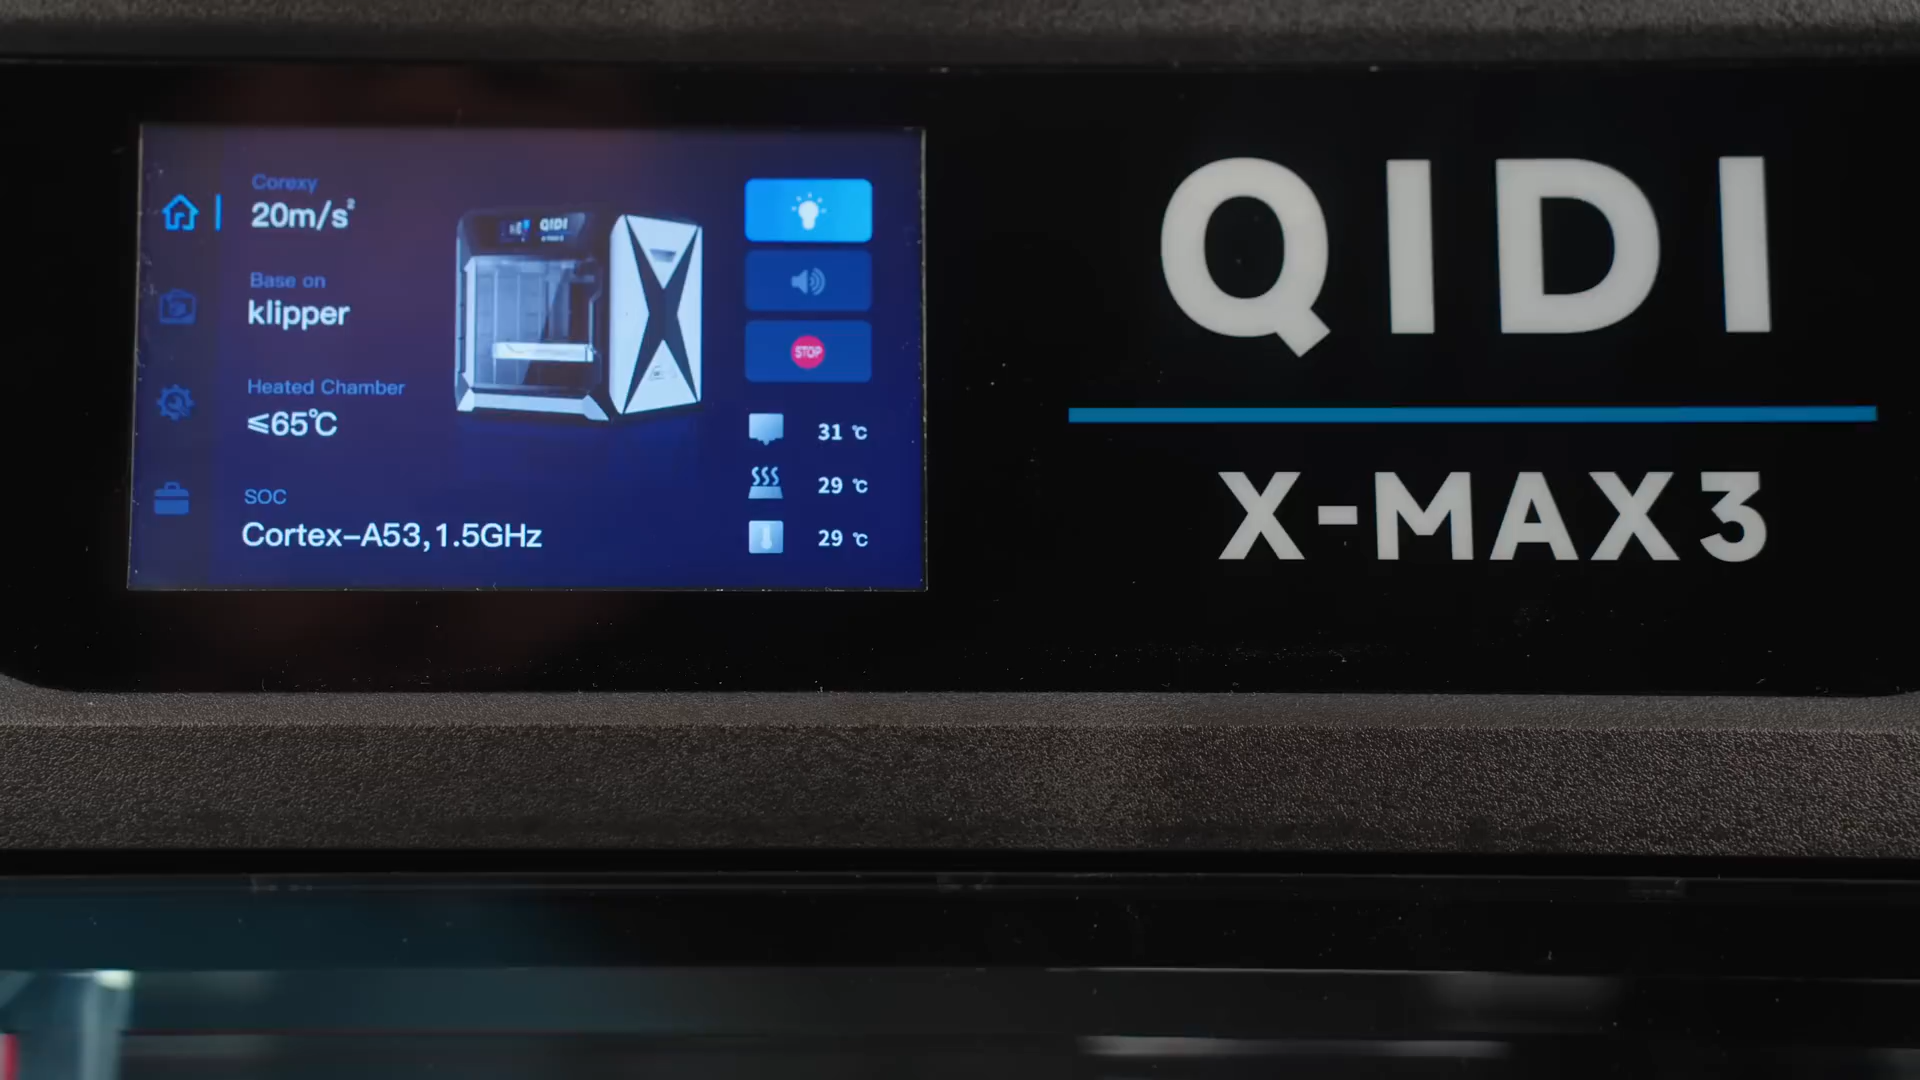 Corexy
20m/s²
Base on
klipper
Heated Chamber
≤65℃
SOC
Cortex-A53,1.5GHz
QIDI
STOP
31 ℃
29 ℃
29 ℃
QIDI
X-MAX3